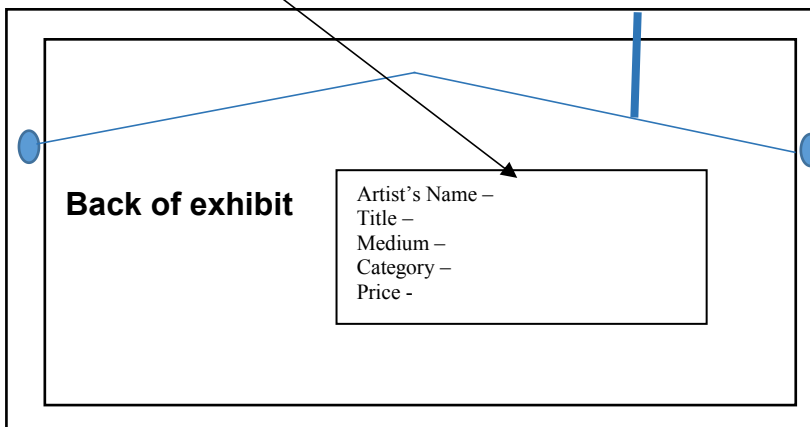 Back of exhibit
Artist’s Name –
Title –
Medium –
Category –
Price -